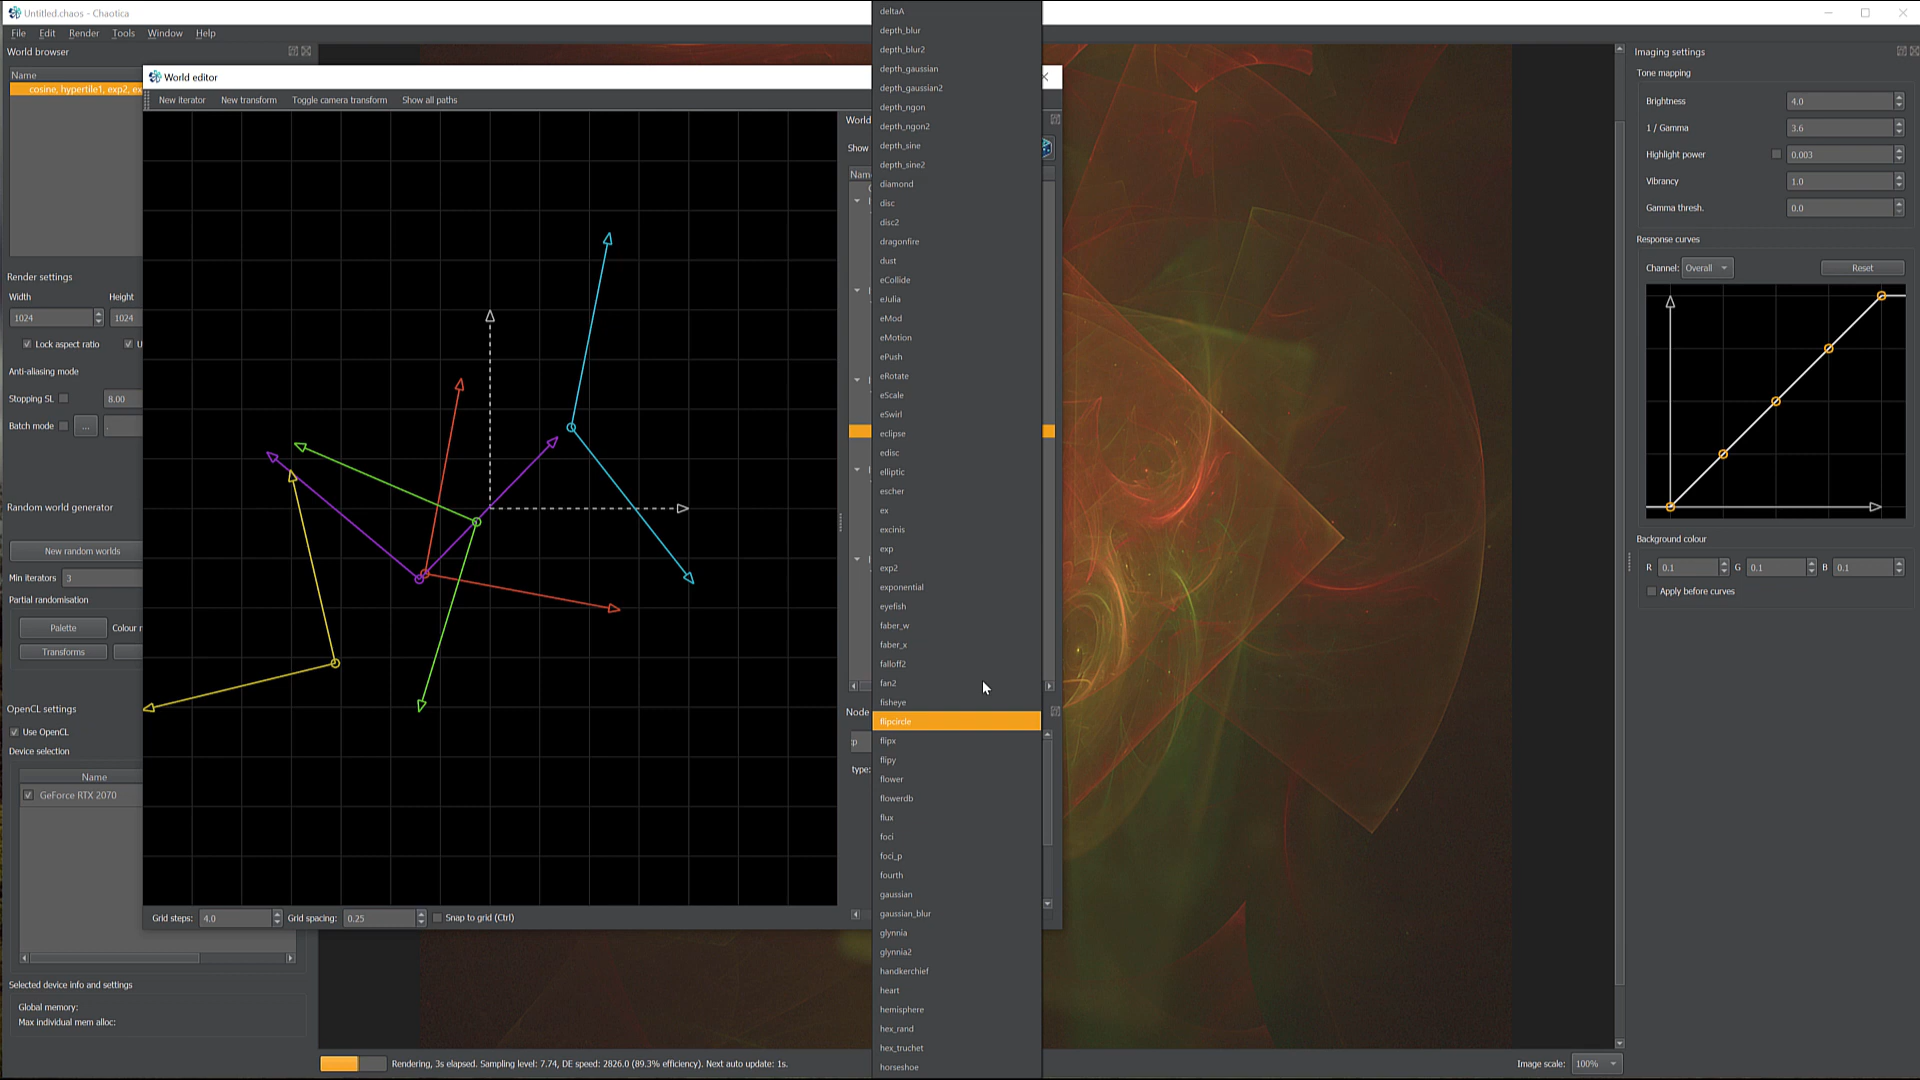 Untitled.chaos - Chaotica
File Edit Render Tools Window Help
World browser
Name
cosine, hypertile1, exp2, ex
Render settings
Width Height
1024 1024
Lock aspect ratio U
Anti-aliasing mode
Stopping SL 8.00
Batch mode ... .
Random world generator
New random worlds
Min iterators 3
Partial randomisation
Palette Colour r
Transforms
OpenCL settings
Use OpenCL
Device selection
Name
GeForce RTX 2070
Selected device info and settings
Global memory:
Max individual mem alloc:
World editor
New iterator New transform Toggle camera transform Show all paths
Grid steps: 4.0 Grid spacing: 0.25 Snap to grid (Ctrl)
World
Show
Nam
Node
p
type:
deltaA
depth_blur
depth_blur2
depth_gaussian
depth_gaussian2
depth_ngon
depth_ngon2
depth_sine
depth_sine2
diamond
disc
disc2
dragonfire
dust
eCollide
eJulia
eMod
eMotion
ePush
eRotate
eScale
eSwirl
eclipse
edisc
elliptic
escher
ex
excinis
exp
exp2
exponential
eyefish
faber_w
faber_x
falloff2
fan2
fisheye
flipcircle
flipx
flipy
flower
flowerdb
flux
foci
foci_p
fourth
gaussian
gaussian_blur
glynnia
glynnia2
handkerchief
heart
hemisphere
hex_rand
hex_truchet
horseshoe
Rendering, 3s elapsed. Sampling level: 7.74, DE speed: 2826.0 (89.3% efficiency). Next auto update: 1s.
Image scale: 100%
Imaging settings
Tone mapping
Brightness 4.0
1 / Gamma 3.6
Highlight power 0.003
Vibrancy 1.0
Gamma thresh. 0.0
Response curves
Channel: Overall Reset
Background colour
R 0.1 G 0.1 B 0.1
Apply before curves